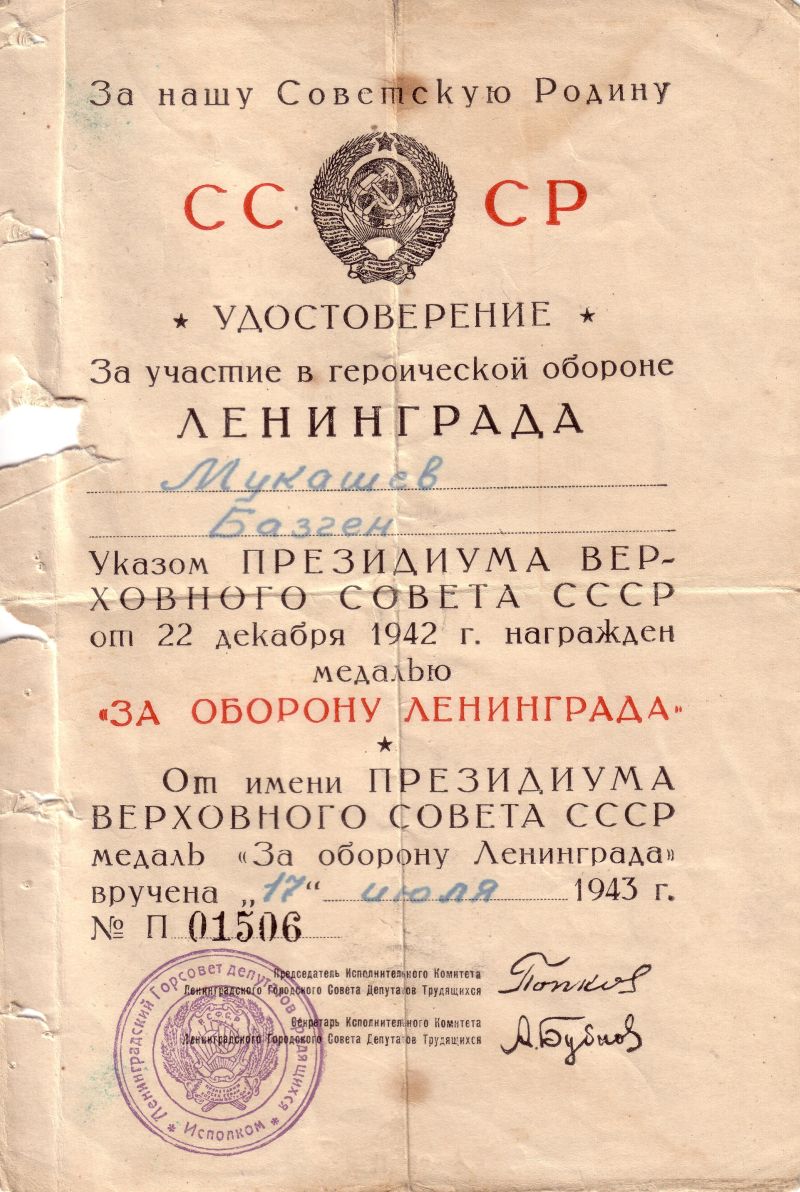 За нашу Советскую Родину
СССР
★ УДОСТОВЕРЕНИЕ ★
За участие в героической обороне
ЛЕНИНГРАДА
Мукашев
Базген
Указом ПРЕЗИДИУМА ВЕР-
ХОВНОГО СОВЕТА СССР
от 22 декабря 1942 г. награжден
медалью
«ЗА ОБОРОНУ ЛЕНИНГРАДА»
★
От имени ПРЕЗИДИУМА
ВЕРХОВНОГО СОВЕТА СССР
медаль «За оборону Ленинграда»
вручена „17“ июля 1943 г.
№ П 01506
Председатель Исполнительного Комитета
Ленинградского Городского Совета Депутатов Трудящихся
Попков
Секретарь Исполнительного Комитета
Ленинградского Городского Совета Депутатов Трудящихся
А. Бубнов
Ленинградский Горсовет депутатов трудящихся
★ Исполком ★
Р.С.Ф.С.Р.